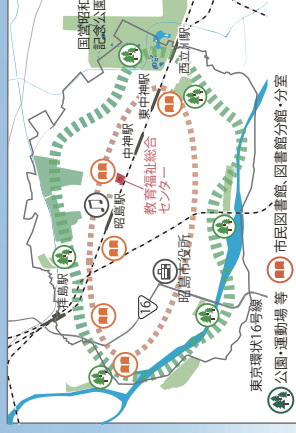 国営昭和
記念公園
西立川駅
東中神駅
中神駅
教育福祉総合
センター
昭島駅
昭島市役所
拝島駅
16
東京環状16号線
公園・運動場 等
市民図書館、図書館分館・分室